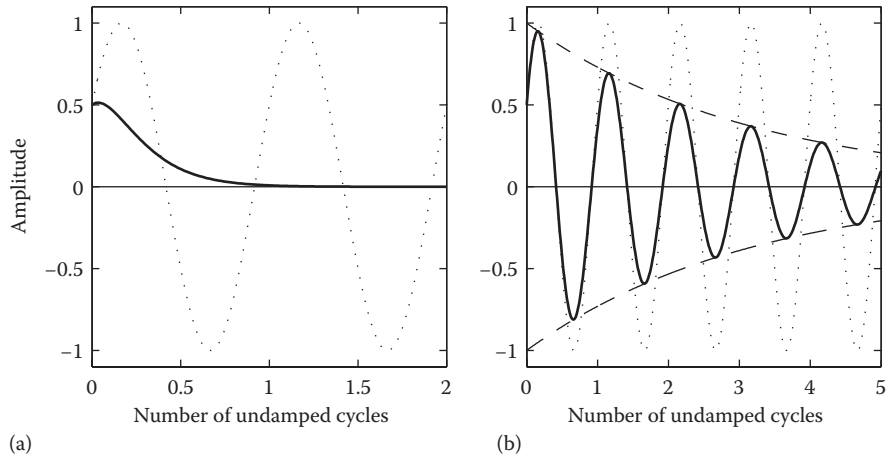 1
0.5
0
−0.5
−1
Amplitude
0 0.5 1 1.5 2
Number of undamped cycles
(a)
1
0.5
0
−0.5
−1
0 1 2 3 4 5
Number of undamped cycles
(b)